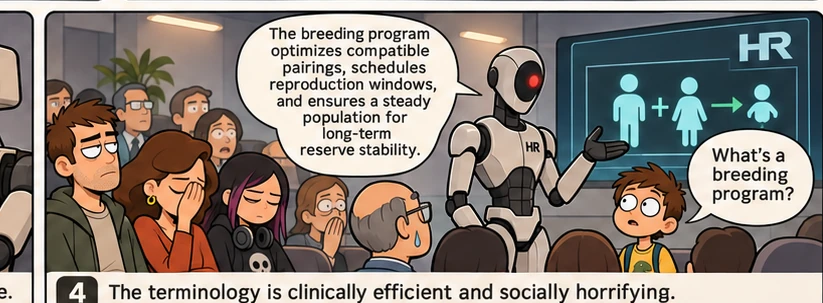 The breeding program
optimizes compatible
pairings, schedules
reproduction windows,
and ensures a steady
population for
long-term
reserve stability.
HR
HR
What's a
breeding
program?
e.
4 The terminology is clinically efficient and socially horrifying.